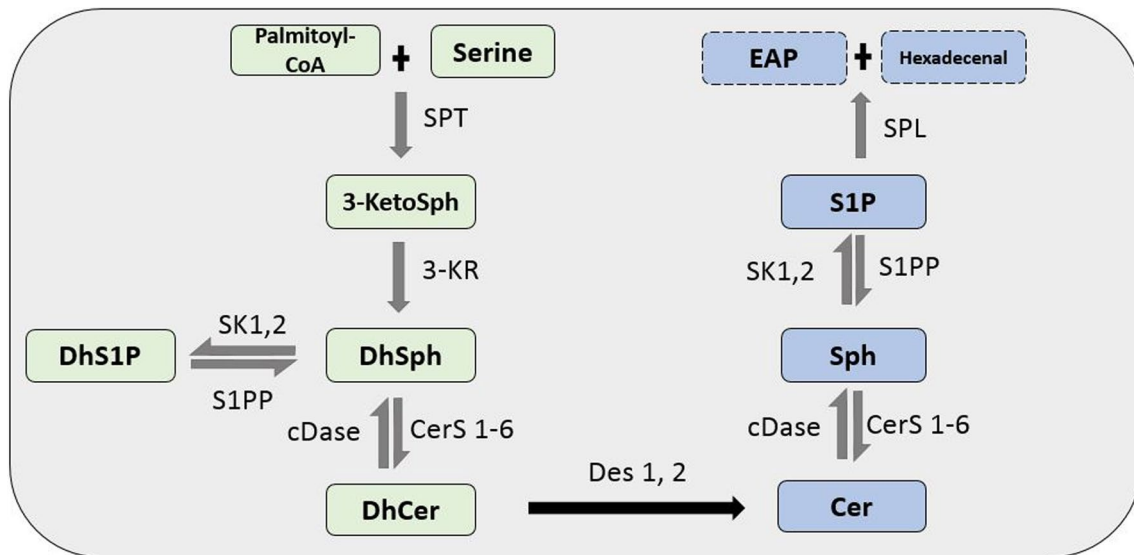 Palmitoyl-
CoA
+
Serine
EAP
+
Hexadecenal
SPT
SPL
3-KetoSph
S1P
3-KR
SK1,2
S1PP
SK1,2
DhS1P
DhSph
Sph
S1PP
cDase
CerS 1-6
cDase
CerS 1-6
Des 1, 2
DhCer
Cer